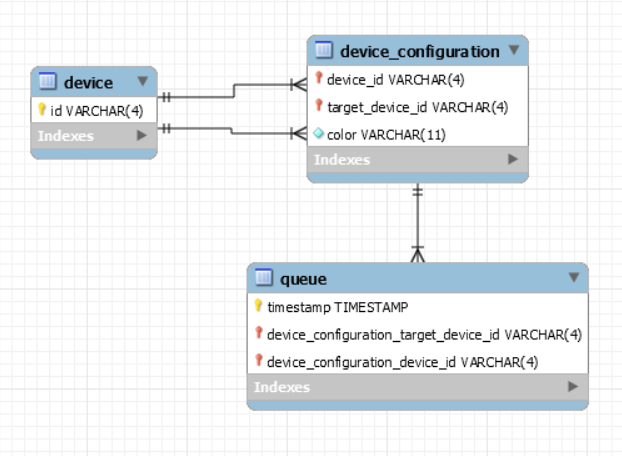 device
id VARCHAR(4)
Indexes
device_configuration
device_id VARCHAR(4)
target_device_id VARCHAR(4)
color VARCHAR(11)
Indexes
queue
timestamp TIMESTAMP
device_configuration_target_device_id VARCHAR(4)
device_configuration_device_id VARCHAR(4)
Indexes